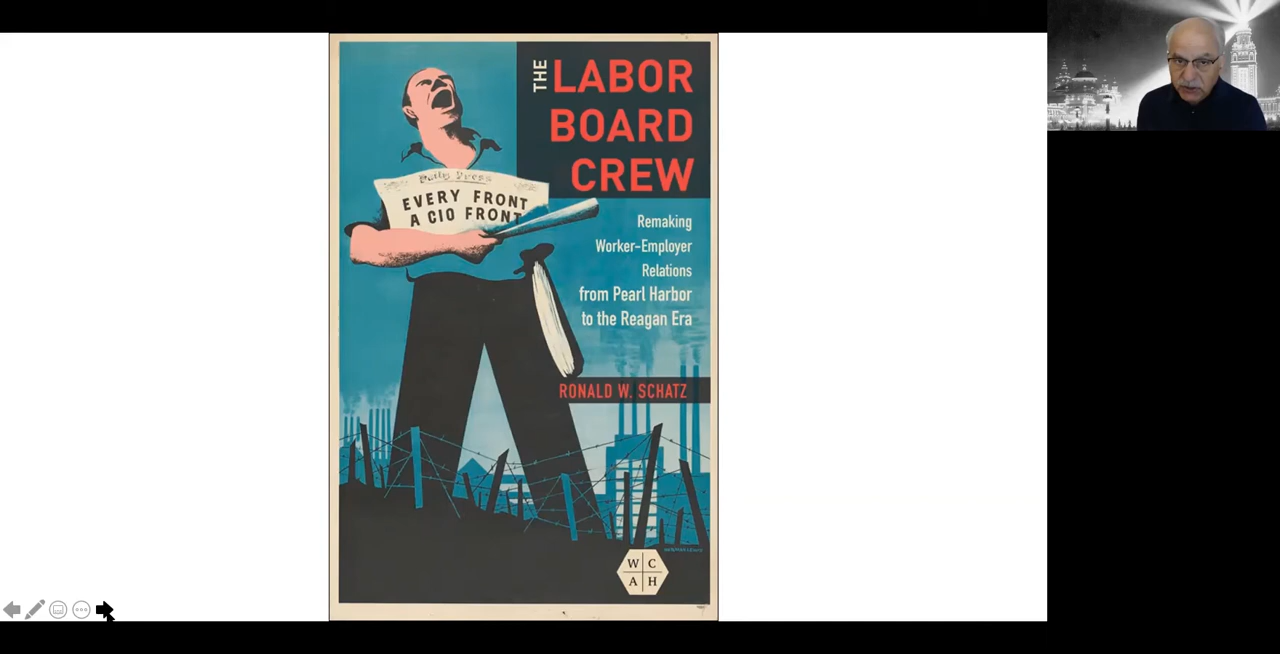 THE LABOR
BOARD
CREW
Daily Press
EVERY FRONT
A CIO FRONT
Remaking
Worker-Employer
Relations
from Pearl Harbor
to the Reagan Era
RONALD W. SCHATZ
W C
A H